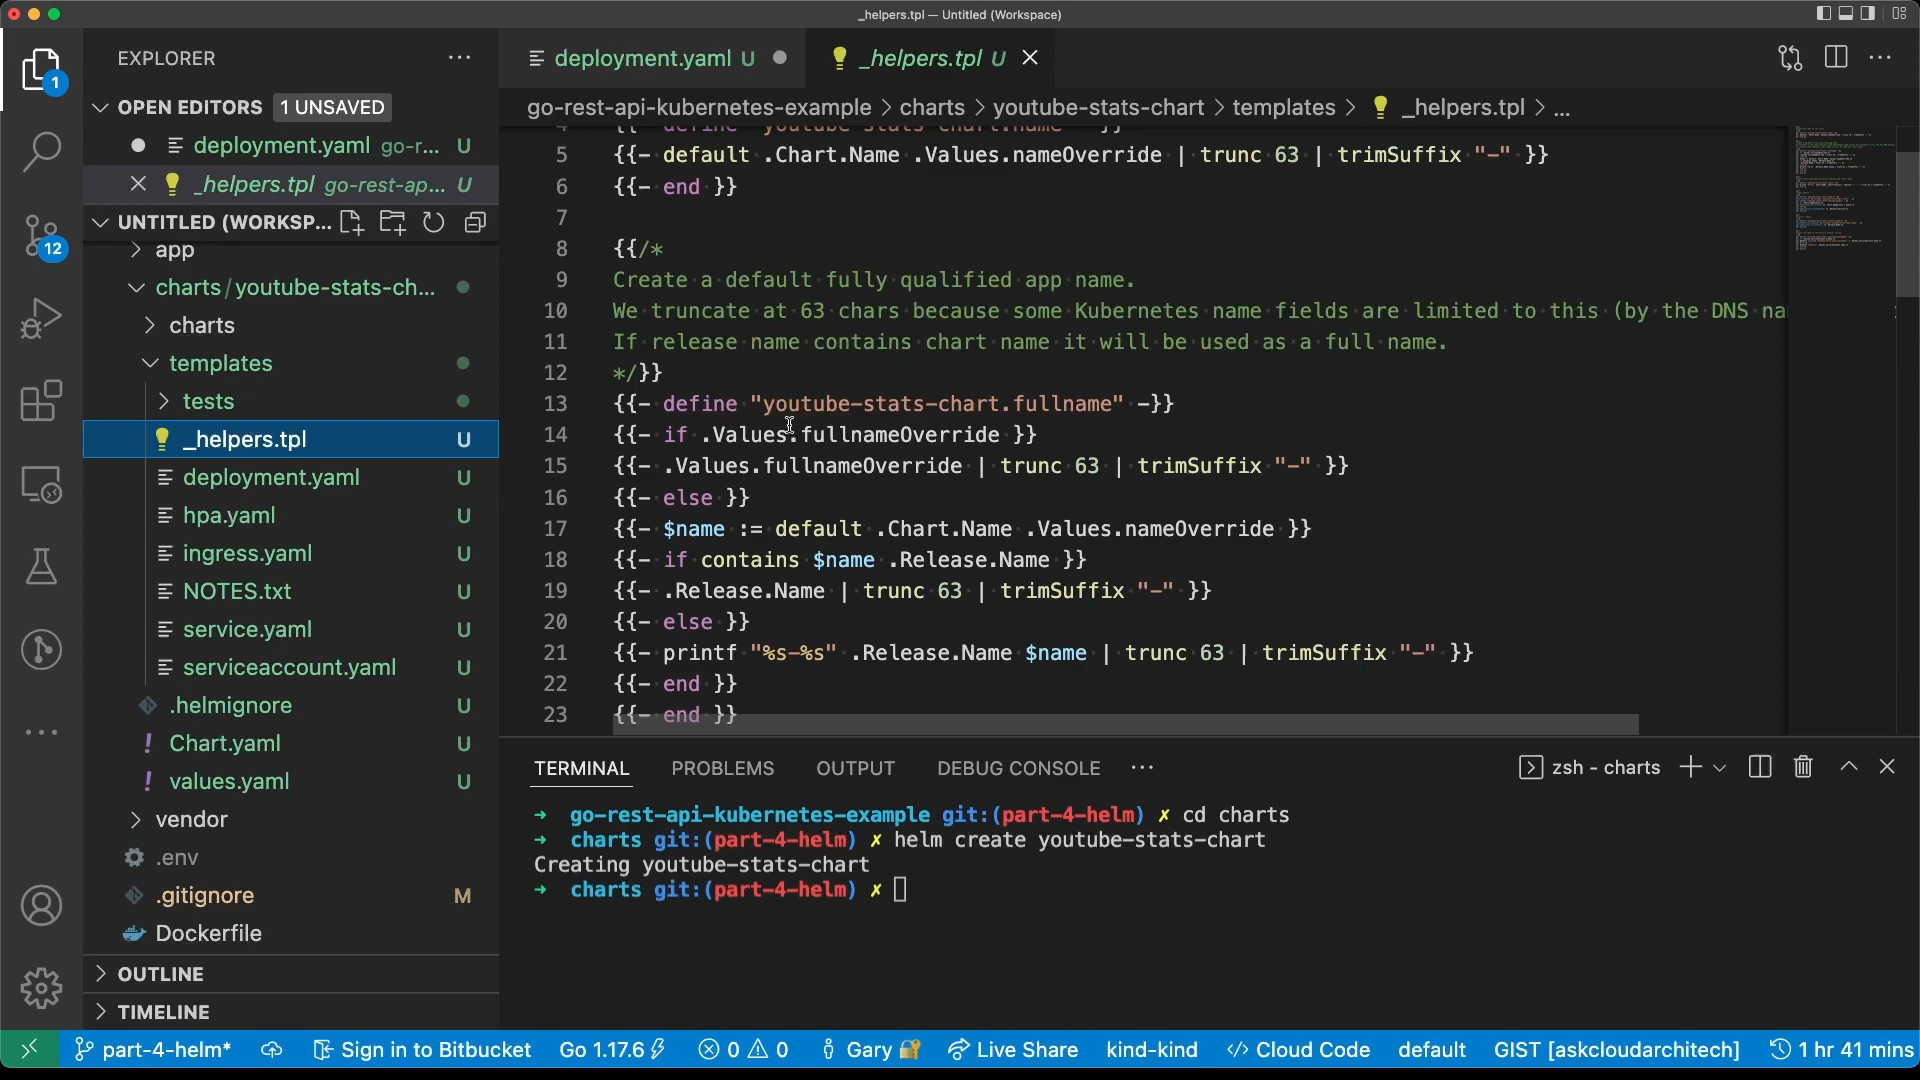 _helpers.tpl — Untitled (Workspace)
EXPLORER
OPEN EDITORS 1 UNSAVED
deployment.yaml go-r... U
_helpers.tpl go-rest-ap... U
UNTITLED (WORKSP...
app
charts/youtube-stats-ch...
charts
templates
tests
_helpers.tpl U
deployment.yaml U
hpa.yaml U
ingress.yaml U
NOTES.txt U
service.yaml U
serviceaccount.yaml U
.helmignore U
! Chart.yaml U
! values.yaml U
vendor
.env
.gitignore M
Dockerfile
OUTLINE
TIMELINE
1
12
deployment.yaml U
_helpers.tpl U
go-rest-api-kubernetes-example > charts > youtube-stats-chart > templates > _helpers.tpl > ...
4 {{- define "youtube-stats-chart.name" -}}
5 {{- default .Chart.Name .Values.nameOverride | trunc 63 | trimSuffix "-" }}
6 {{- end }}
7
8 {{/*
9 Create a default fully qualified app name.
10 We truncate at 63 chars because some Kubernetes name fields are limited to this (by the DNS na
11 If release name contains chart name it will be used as a full name.
12 */}}
13 {{- define "youtube-stats-chart.fullname" -}}
14 {{- if .Values.fullnameOverride }}
15 {{- .Values.fullnameOverride | trunc 63 | trimSuffix "-" }}
16 {{- else }}
17 {{- $name := default .Chart.Name .Values.nameOverride }}
18 {{- if contains $name .Release.Name }}
19 {{- .Release.Name | trunc 63 | trimSuffix "-" }}
20 {{- else }}
21 {{- printf "%s-%s" .Release.Name $name | trunc 63 | trimSuffix "-" }}
22 {{- end }}
23 {{- end }}
TERMINAL PROBLEMS OUTPUT DEBUG CONSOLE ... zsh - charts
➜ go-rest-api-kubernetes-example git:(part-4-helm) ✗ cd charts
➜ charts git:(part-4-helm) ✗ helm create youtube-stats-chart
Creating youtube-stats-chart
➜ charts git:(part-4-helm) ✗
part-4-helm* Sign in to Bitbucket Go 1.17.6 0 0 Gary Live Share kind-kind Cloud Code default GIST [askcloudarchitech] 1 hr 41 mins